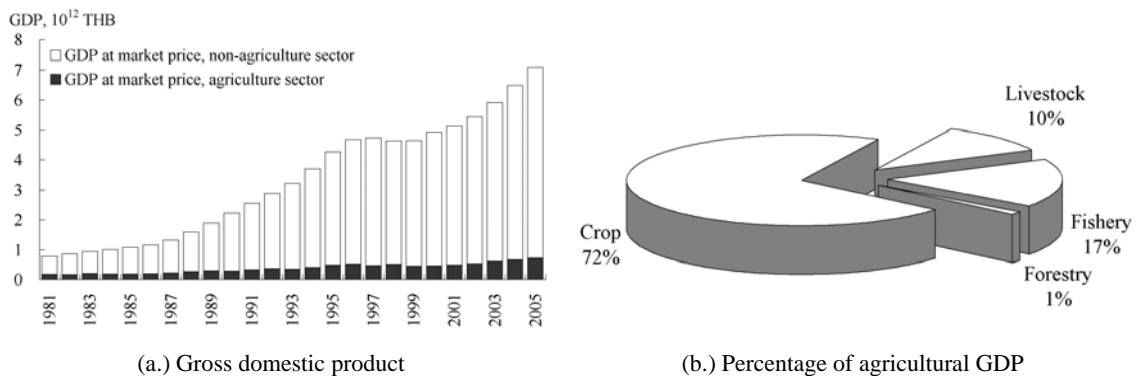 GDP, 10¹² THB
8
7
6
5
4
3
2
1
0
GDP at market price, non-agriculture sector
GDP at market price, agriculture sector
1981
1983
1985
1987
1989
1991
1993
1995
1997
1999
2001
2003
2005
(a.) Gross domestic product
Livestock
10%
Fishery
17%
Forestry
1%
Crop
72%
(b.) Percentage of agricultural GDP